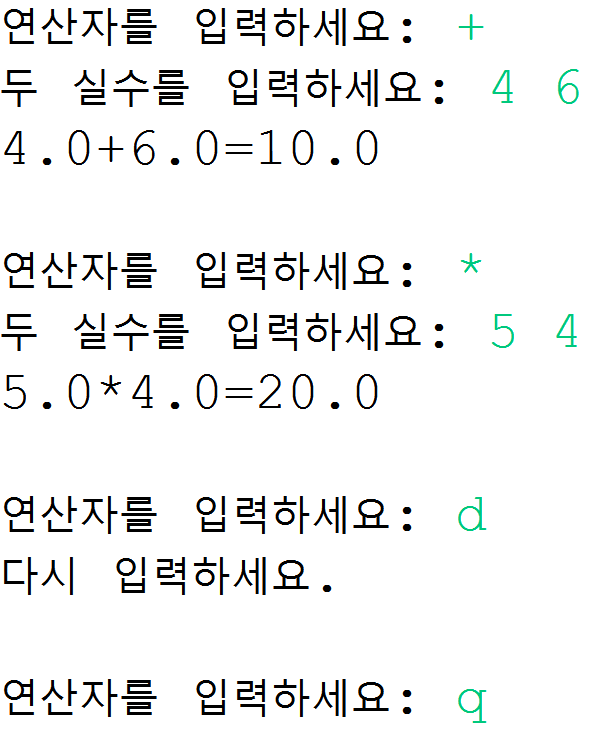 연산자를 입력하세요: +
두 실수를 입력하세요: 4 6
4.0+6.0=10.0
연산자를 입력하세요: *
두 실수를 입력하세요: 5 4
5.0*4.0=20.0
연산자를 입력하세요: d
다시 입력하세요.
연산자를 입력하세요: q